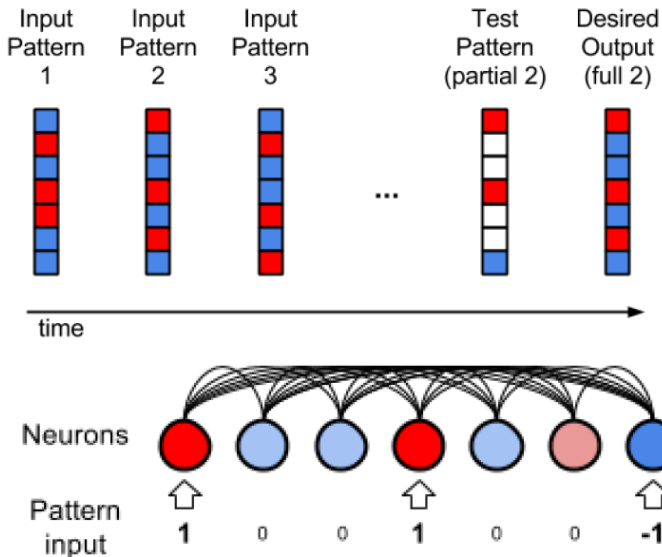 Input Pattern 1
Input Pattern 2
Input Pattern 3
...
Test Pattern (partial 2)
Desired Output (full 2)
time
Neurons
Pattern input
1 0 0 1 0 0 -1